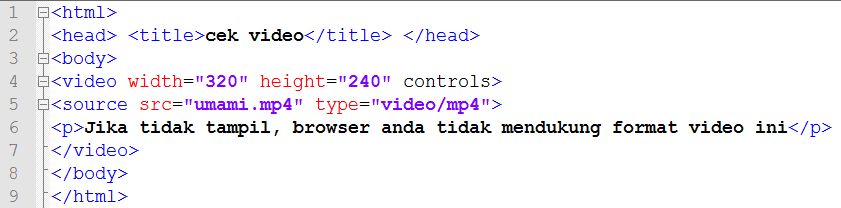 1 <html>
2 <head> <title>cek video</title> </head>
3 <body>
4 <video width="320" height="240" controls>
5 <source src="umami.mp4" type="video/mp4">
6 <p>Jika tidak tampil, browser anda tidak mendukung format video ini</p>
7 </video>
8 </body>
9 </html>